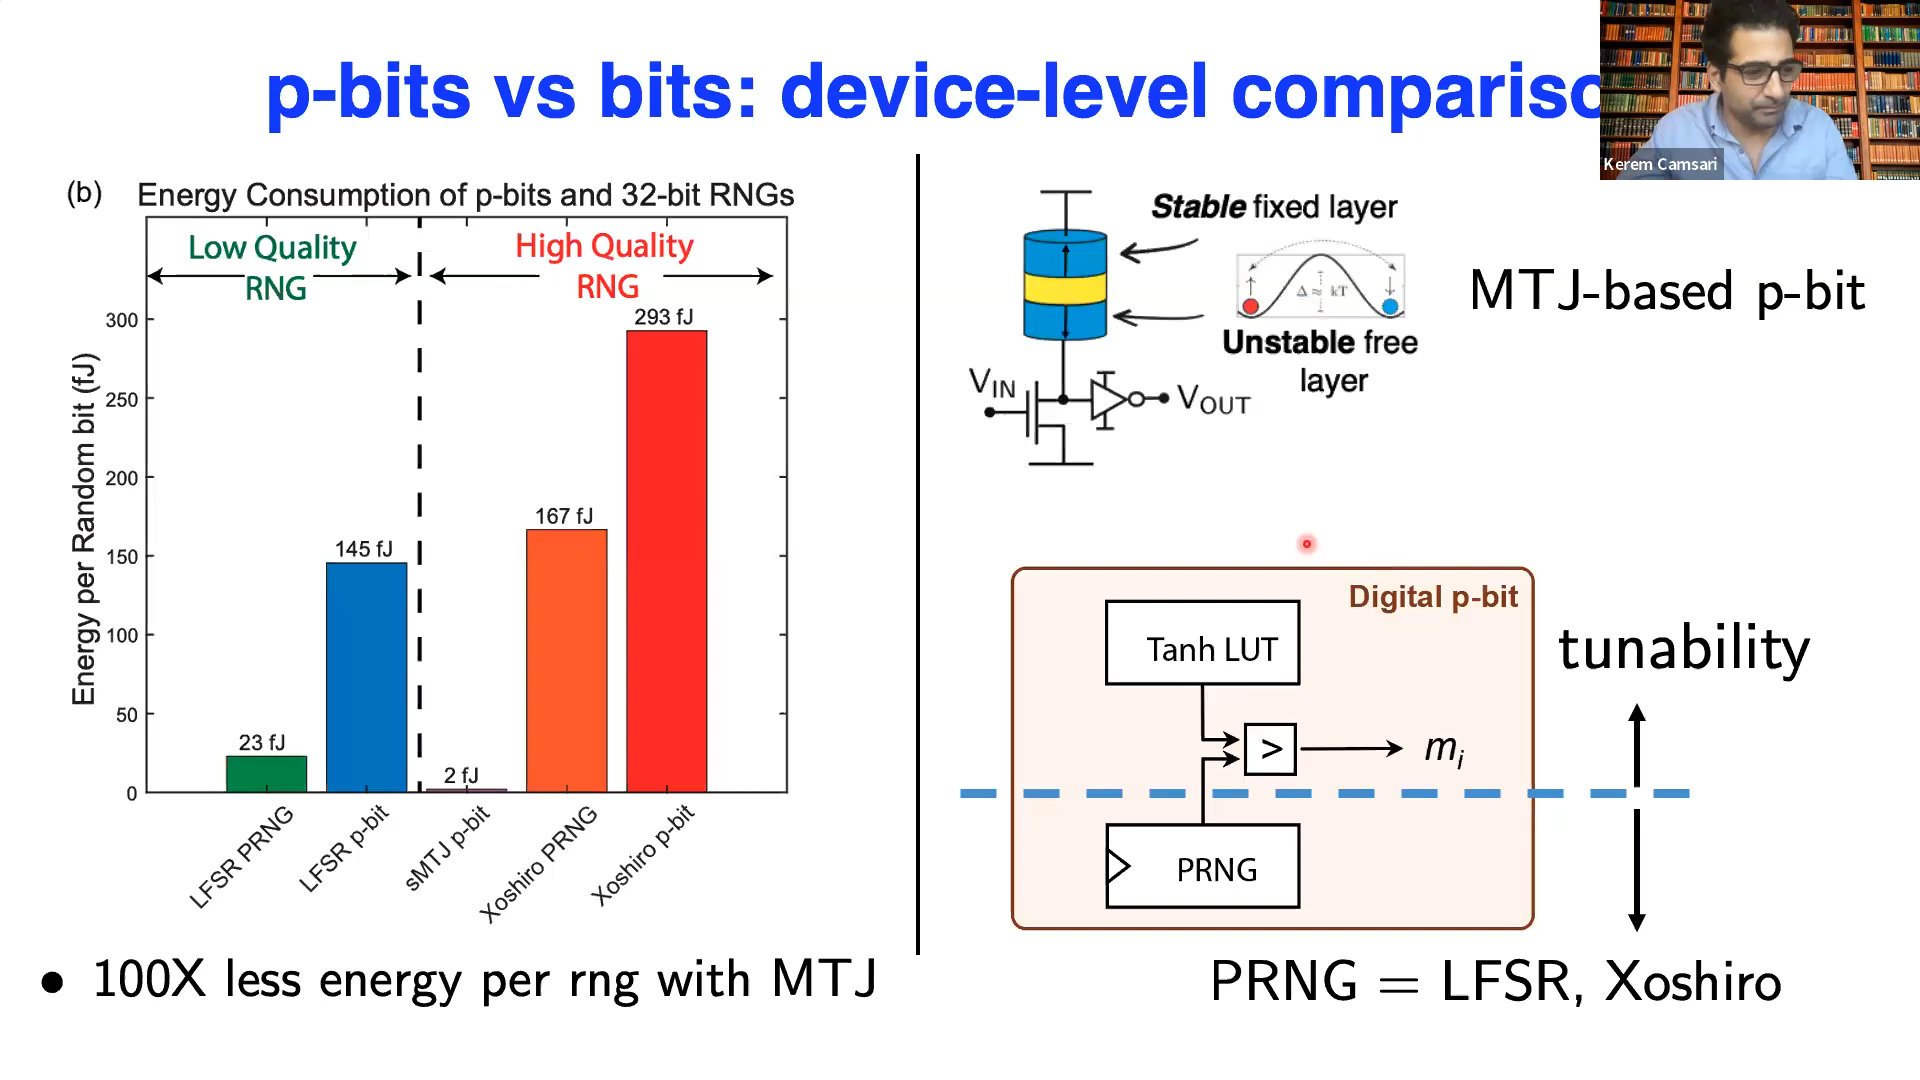 p-bits vs bits: device-level compariso
Kerem Camsari
(b) Energy Consumption of p-bits and 32-bit RNGs
Low Quality
RNG
High Quality
RNG
Energy per Random bit (fJ)
300
250
200
150
100
50
0
23 fJ
145 fJ
2 fJ
167 fJ
293 fJ
LFSR PRNG
LFSR p-bit
sMTJ p-bit
Xoshiro PRNG
Xoshiro p-bit
• 100X less energy per rng with MTJ
Stable fixed layer
Δ ≈ kT
Unstable free
layer
MTJ-based p-bit
VIN
VOUT
Digital p-bit
Tanh LUT
>
mi
PRNG
tunability
PRNG = LFSR, Xoshiro